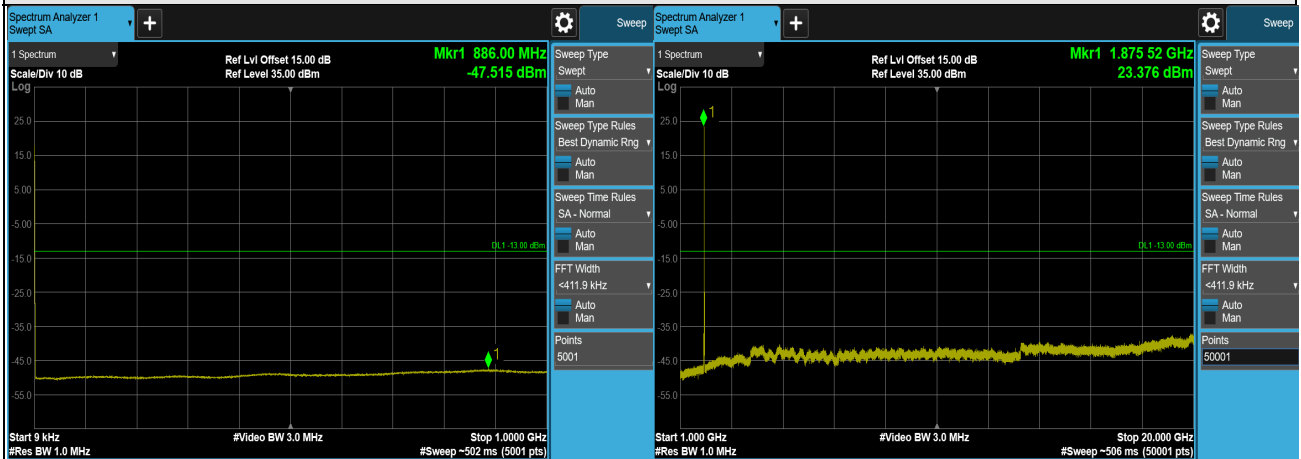 Spectrum Analyzer 1
Swept SA
+
Sweep
1 Spectrum
Ref Lvl Offset 15.00 dB
Mkr1 886.00 MHz
Scale/Div 10 dB
Ref Level 35.00 dBm
-47.515 dBm
Log
25.0
15.0
5.00
-5.00
-15.0
-25.0
-35.0
-45.0
-55.0
DL1 -13.00 dBm
1
Start 9 kHz
#Video BW 3.0 MHz
Stop 1.0000 GHz
#Res BW 1.0 MHz
#Sweep ~502 ms (5001 pts)
Sweep Type
Swept
Auto
Man
Sweep Type Rules
Best Dynamic Rng
Auto
Man
Sweep Time Rules
SA - Normal
Auto
Man
FFT Width
<411.9 kHz
Auto
Man
Points
5001
Spectrum Analyzer 1
Swept SA
+
Sweep
1 Spectrum
Ref Lvl Offset 15.00 dB
Mkr1 1.875 52 GHz
Scale/Div 10 dB
Ref Level 35.00 dBm
23.376 dBm
Log
25.0
15.0
5.00
-5.00
-15.0
-25.0
-35.0
-45.0
-55.0
1
DL1 -13.00 dBm
Start 1.000 GHz
#Video BW 3.0 MHz
Stop 20.000 GHz
#Res BW 1.0 MHz
#Sweep ~506 ms (50001 pts)
Sweep Type
Swept
Auto
Man
Sweep Type Rules
Best Dynamic Rng
Auto
Man
Sweep Time Rules
SA - Normal
Auto
Man
FFT Width
<411.9 kHz
Auto
Man
Points
50001